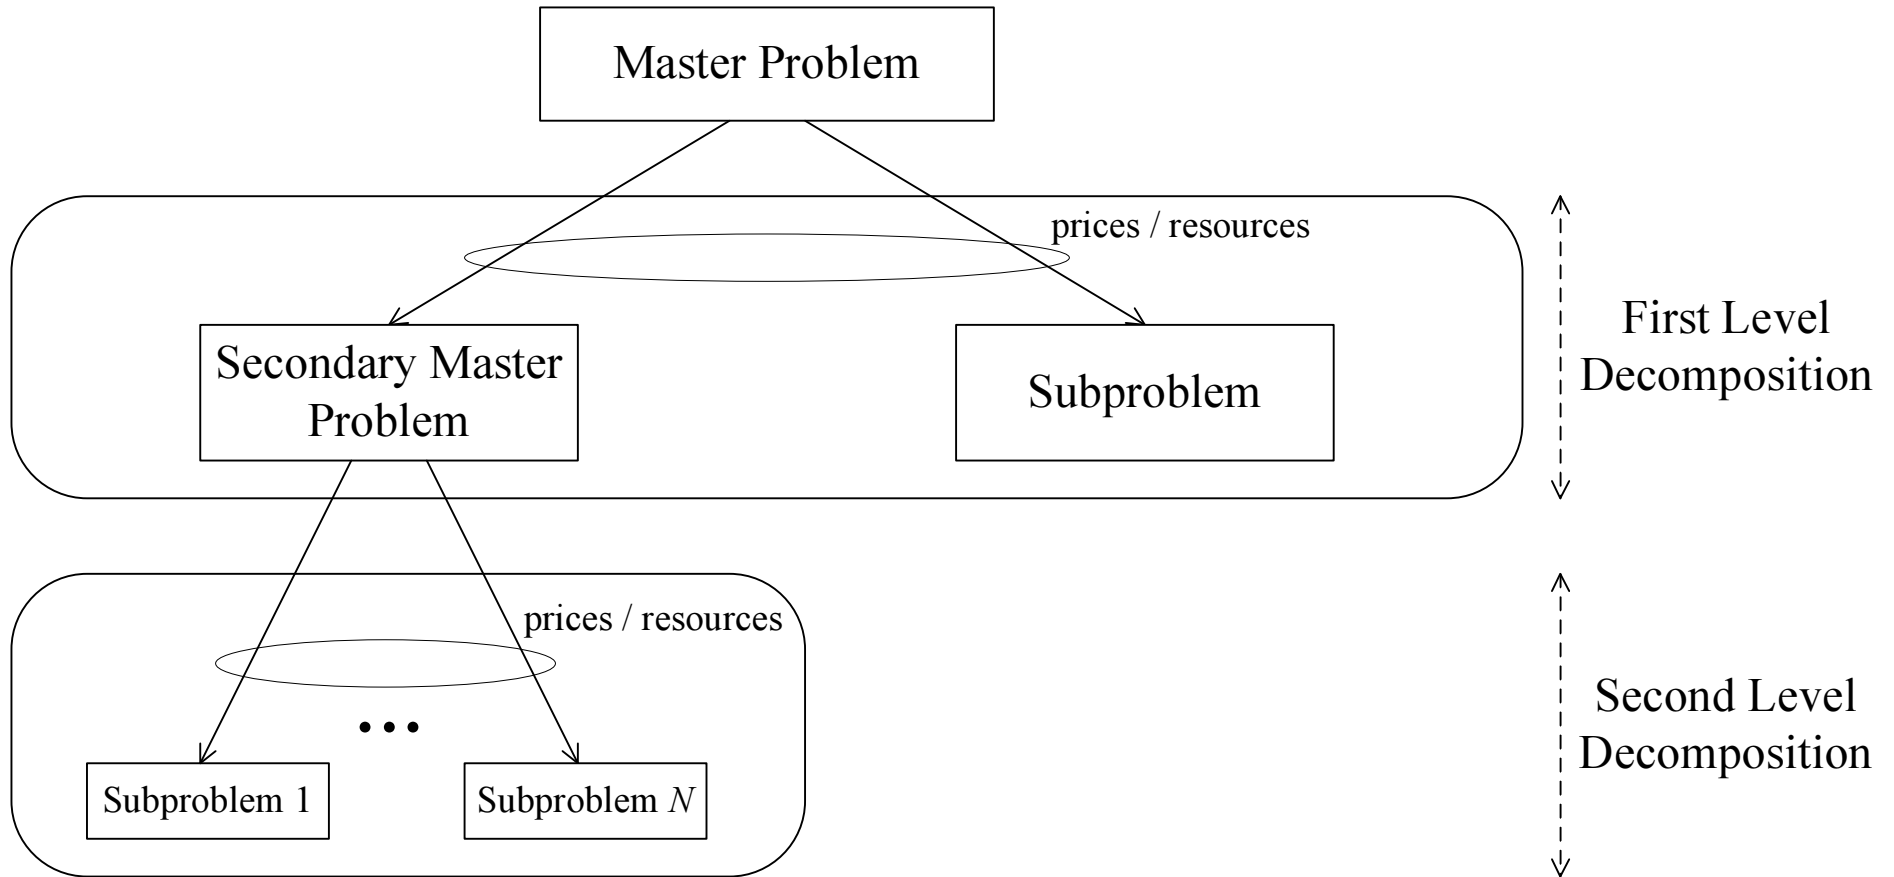 Master Problem
prices / resources
Secondary Master
Problem
Subproblem
First Level
Decomposition
prices / resources
Subproblem 1
Subproblem N
Second Level
Decomposition